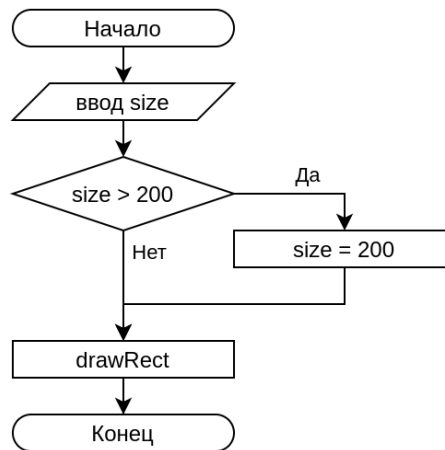 Начало
ввод size
size > 200
Да
Нет
size = 200
drawRect
Конец